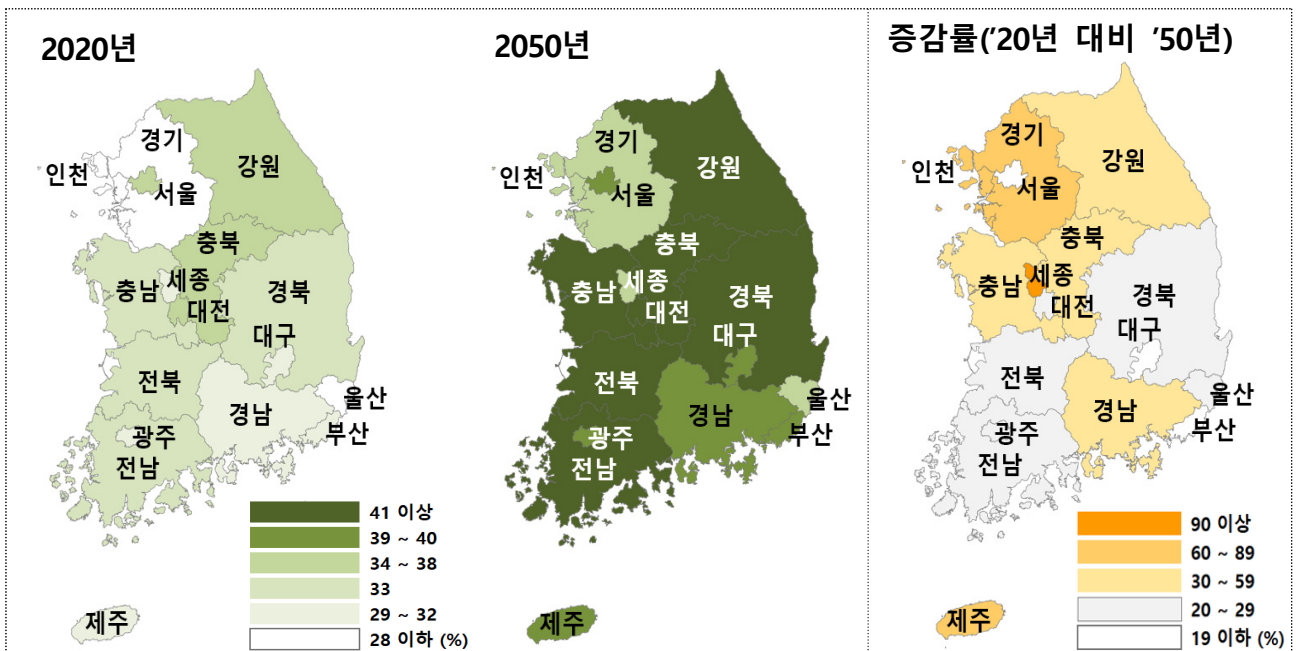 2020년
경기
인천
서울
강원
충북
충남
세종
대전
경북
대구
전북
경남
울산
부산
광주
전남
제주
41 이상
39 ~ 40
34 ~ 38
33
29 ~ 32
28 이하 (%)
2050년
경기
인천
서울
강원
충북
충남
세종
대전
경북
대구
전북
경남
울산
부산
광주
전남
제주
증감률('20년 대비 '50년)
경기
인천
서울
강원
충북
충남
세종
대전
경북
대구
전북
경남
울산
부산
광주
전남
제주
90 이상
60 ~ 89
30 ~ 59
20 ~ 29
19 이하 (%)